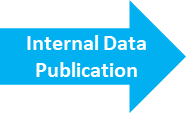 Internal Data
Publication